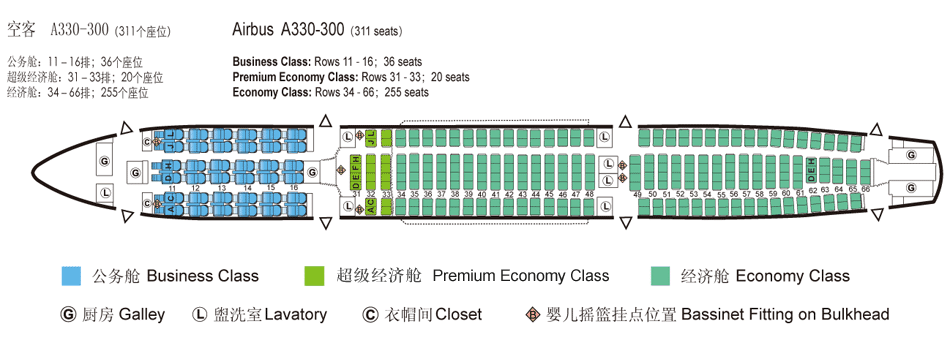 空客 A330-300 (311个座位) Airbus A330-300 (311 seats)
公务舱: 11－16排; 36个座位 Business Class: Rows 11 - 16; 36 seats
超级经济舱: 31－33排; 20个座位 Premium Economy Class: Rows 31 - 33; 20 seats
经济舱: 34－66排; 255个座位 Economy Class: Rows 34 - 66; 255 seats
C B J L L B J L L
G G D H G B D E F H L B D E H G
11 12 13 14 15 16 31 32 33 34 35 36 37 38 39 40 41 42 43 44 45 46 47 48 49 50 51 52 53 54 55 56 57 58 59 60 61 62 63 64 65 66
L B G
C B A C L B A C L
公务舱 Business Class 超级经济舱 Premium Economy Class 经济舱 Economy Class
G 厨房 Galley L 盥洗室 Lavatory C 衣帽间 Closet B 婴儿摇篮挂点位置 Bassinet Fitting on Bulkhead